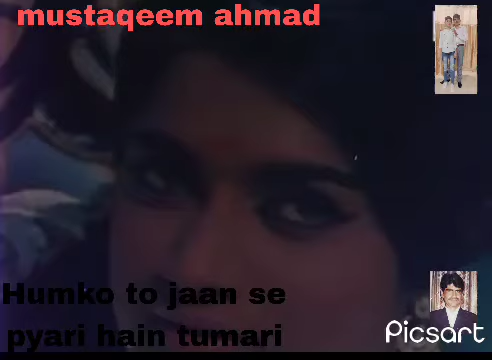 mustaqeem ahmad
Humko to jaan se
pyari hain tumari
Picsart